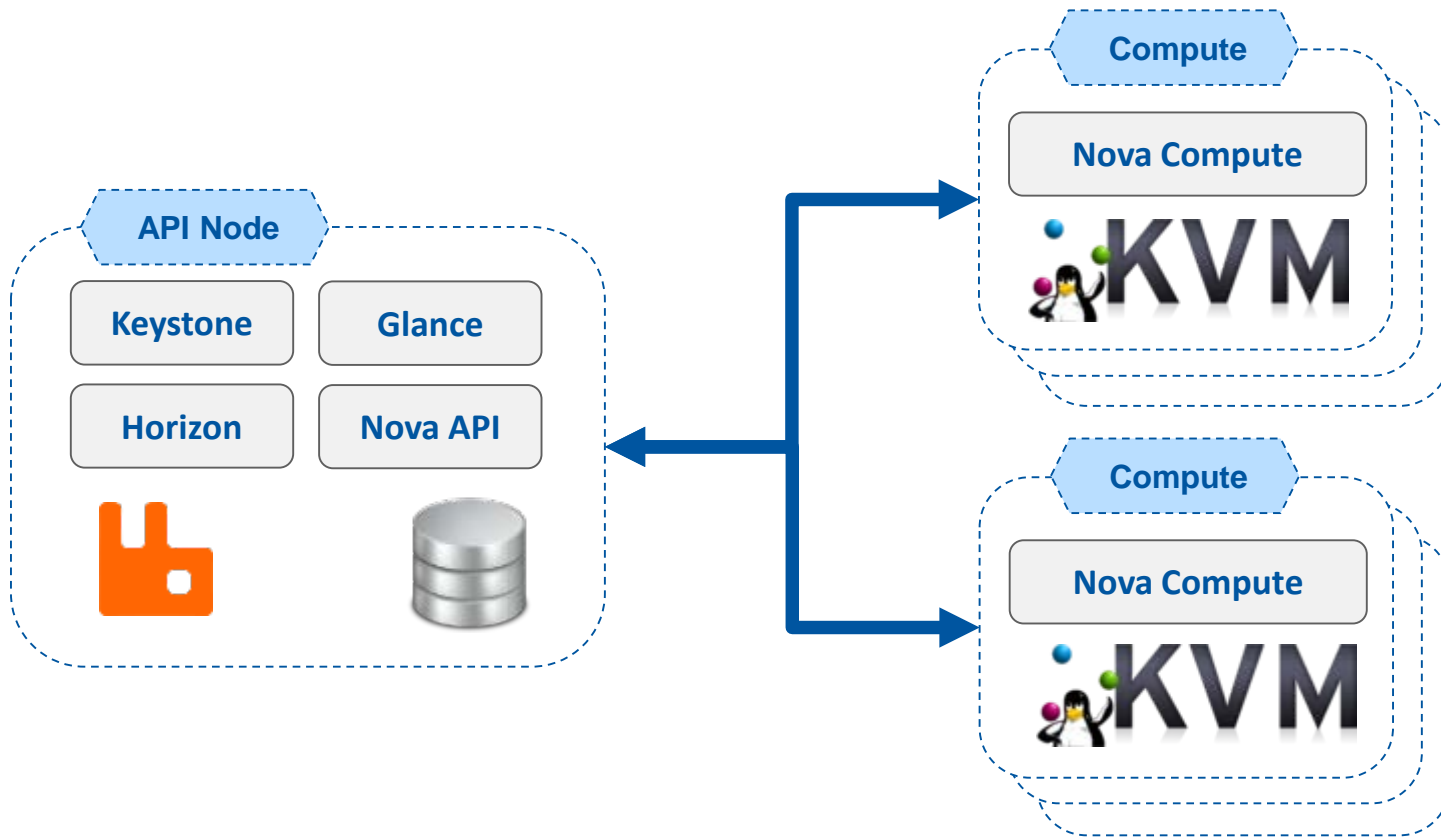 Compute
Nova Compute
KVM
API Node
Keystone
Glance
Horizon
Nova API
Compute
Nova Compute
KVM